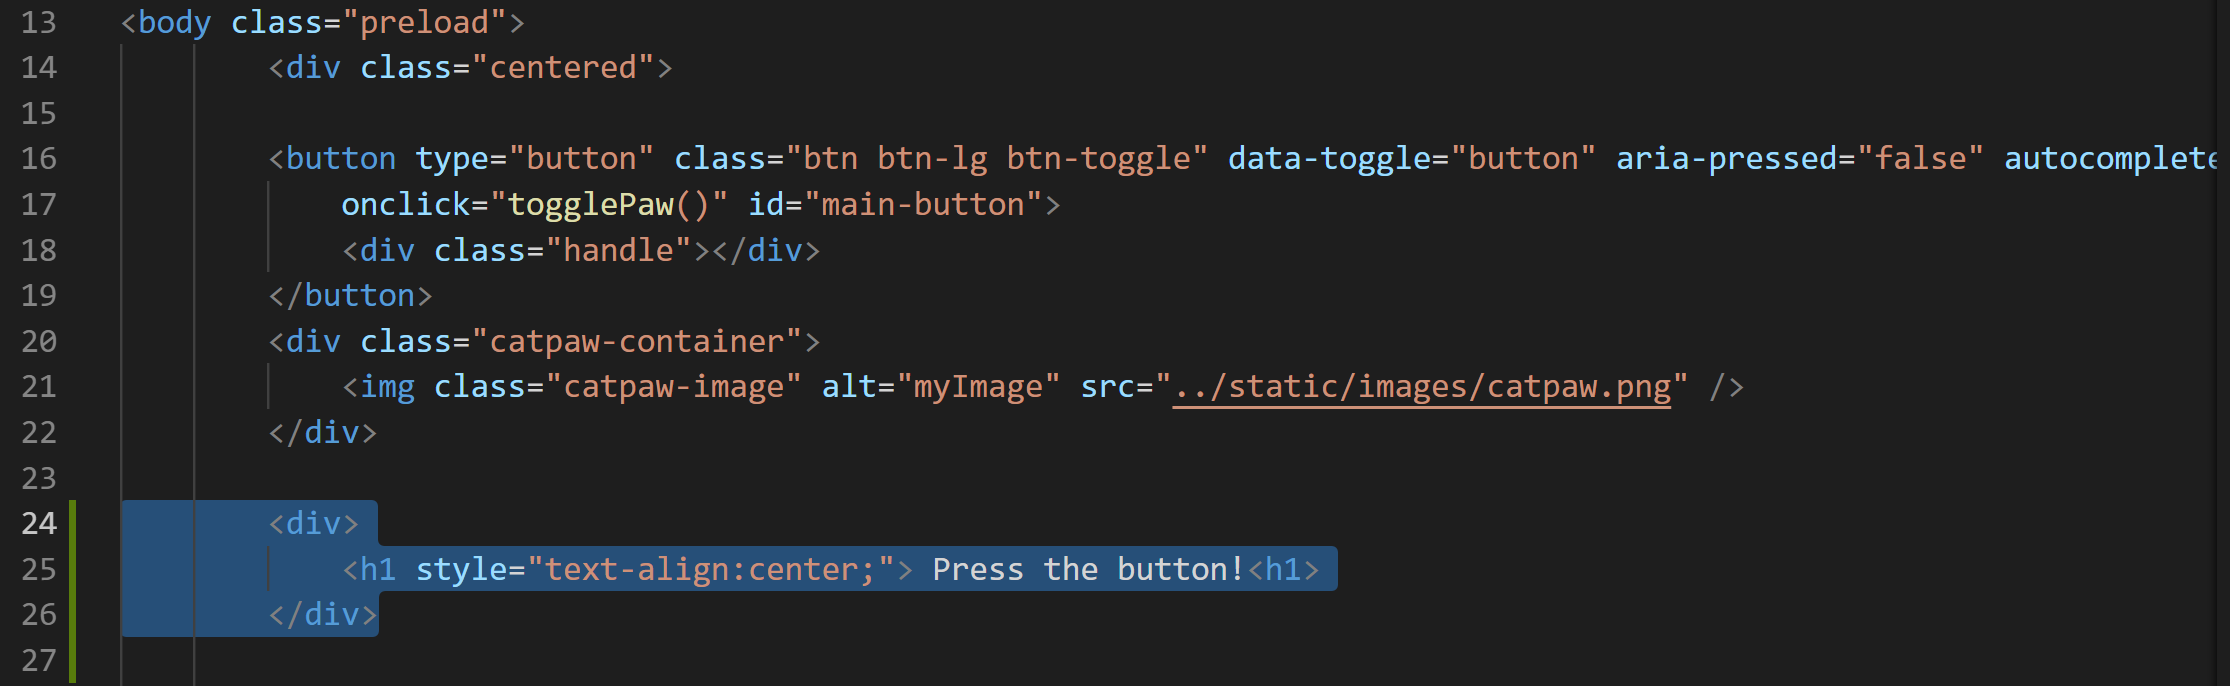 13 <body class="preload">
14 <div class="centered">
15
16 <button type="button" class="btn btn-lg btn-toggle" data-toggle="button" aria-pressed="false" autocomplete
17 onclick="togglePaw()" id="main-button">
18 <div class="handle"></div>
19 </button>
20 <div class="catpaw-container">
21 <img class="catpaw-image" alt="myImage" src="../static/images/catpaw.png" />
22 </div>
23
24 <div>
25 <h1 style="text-align:center;"> Press the button!<h1>
26 </div>
27